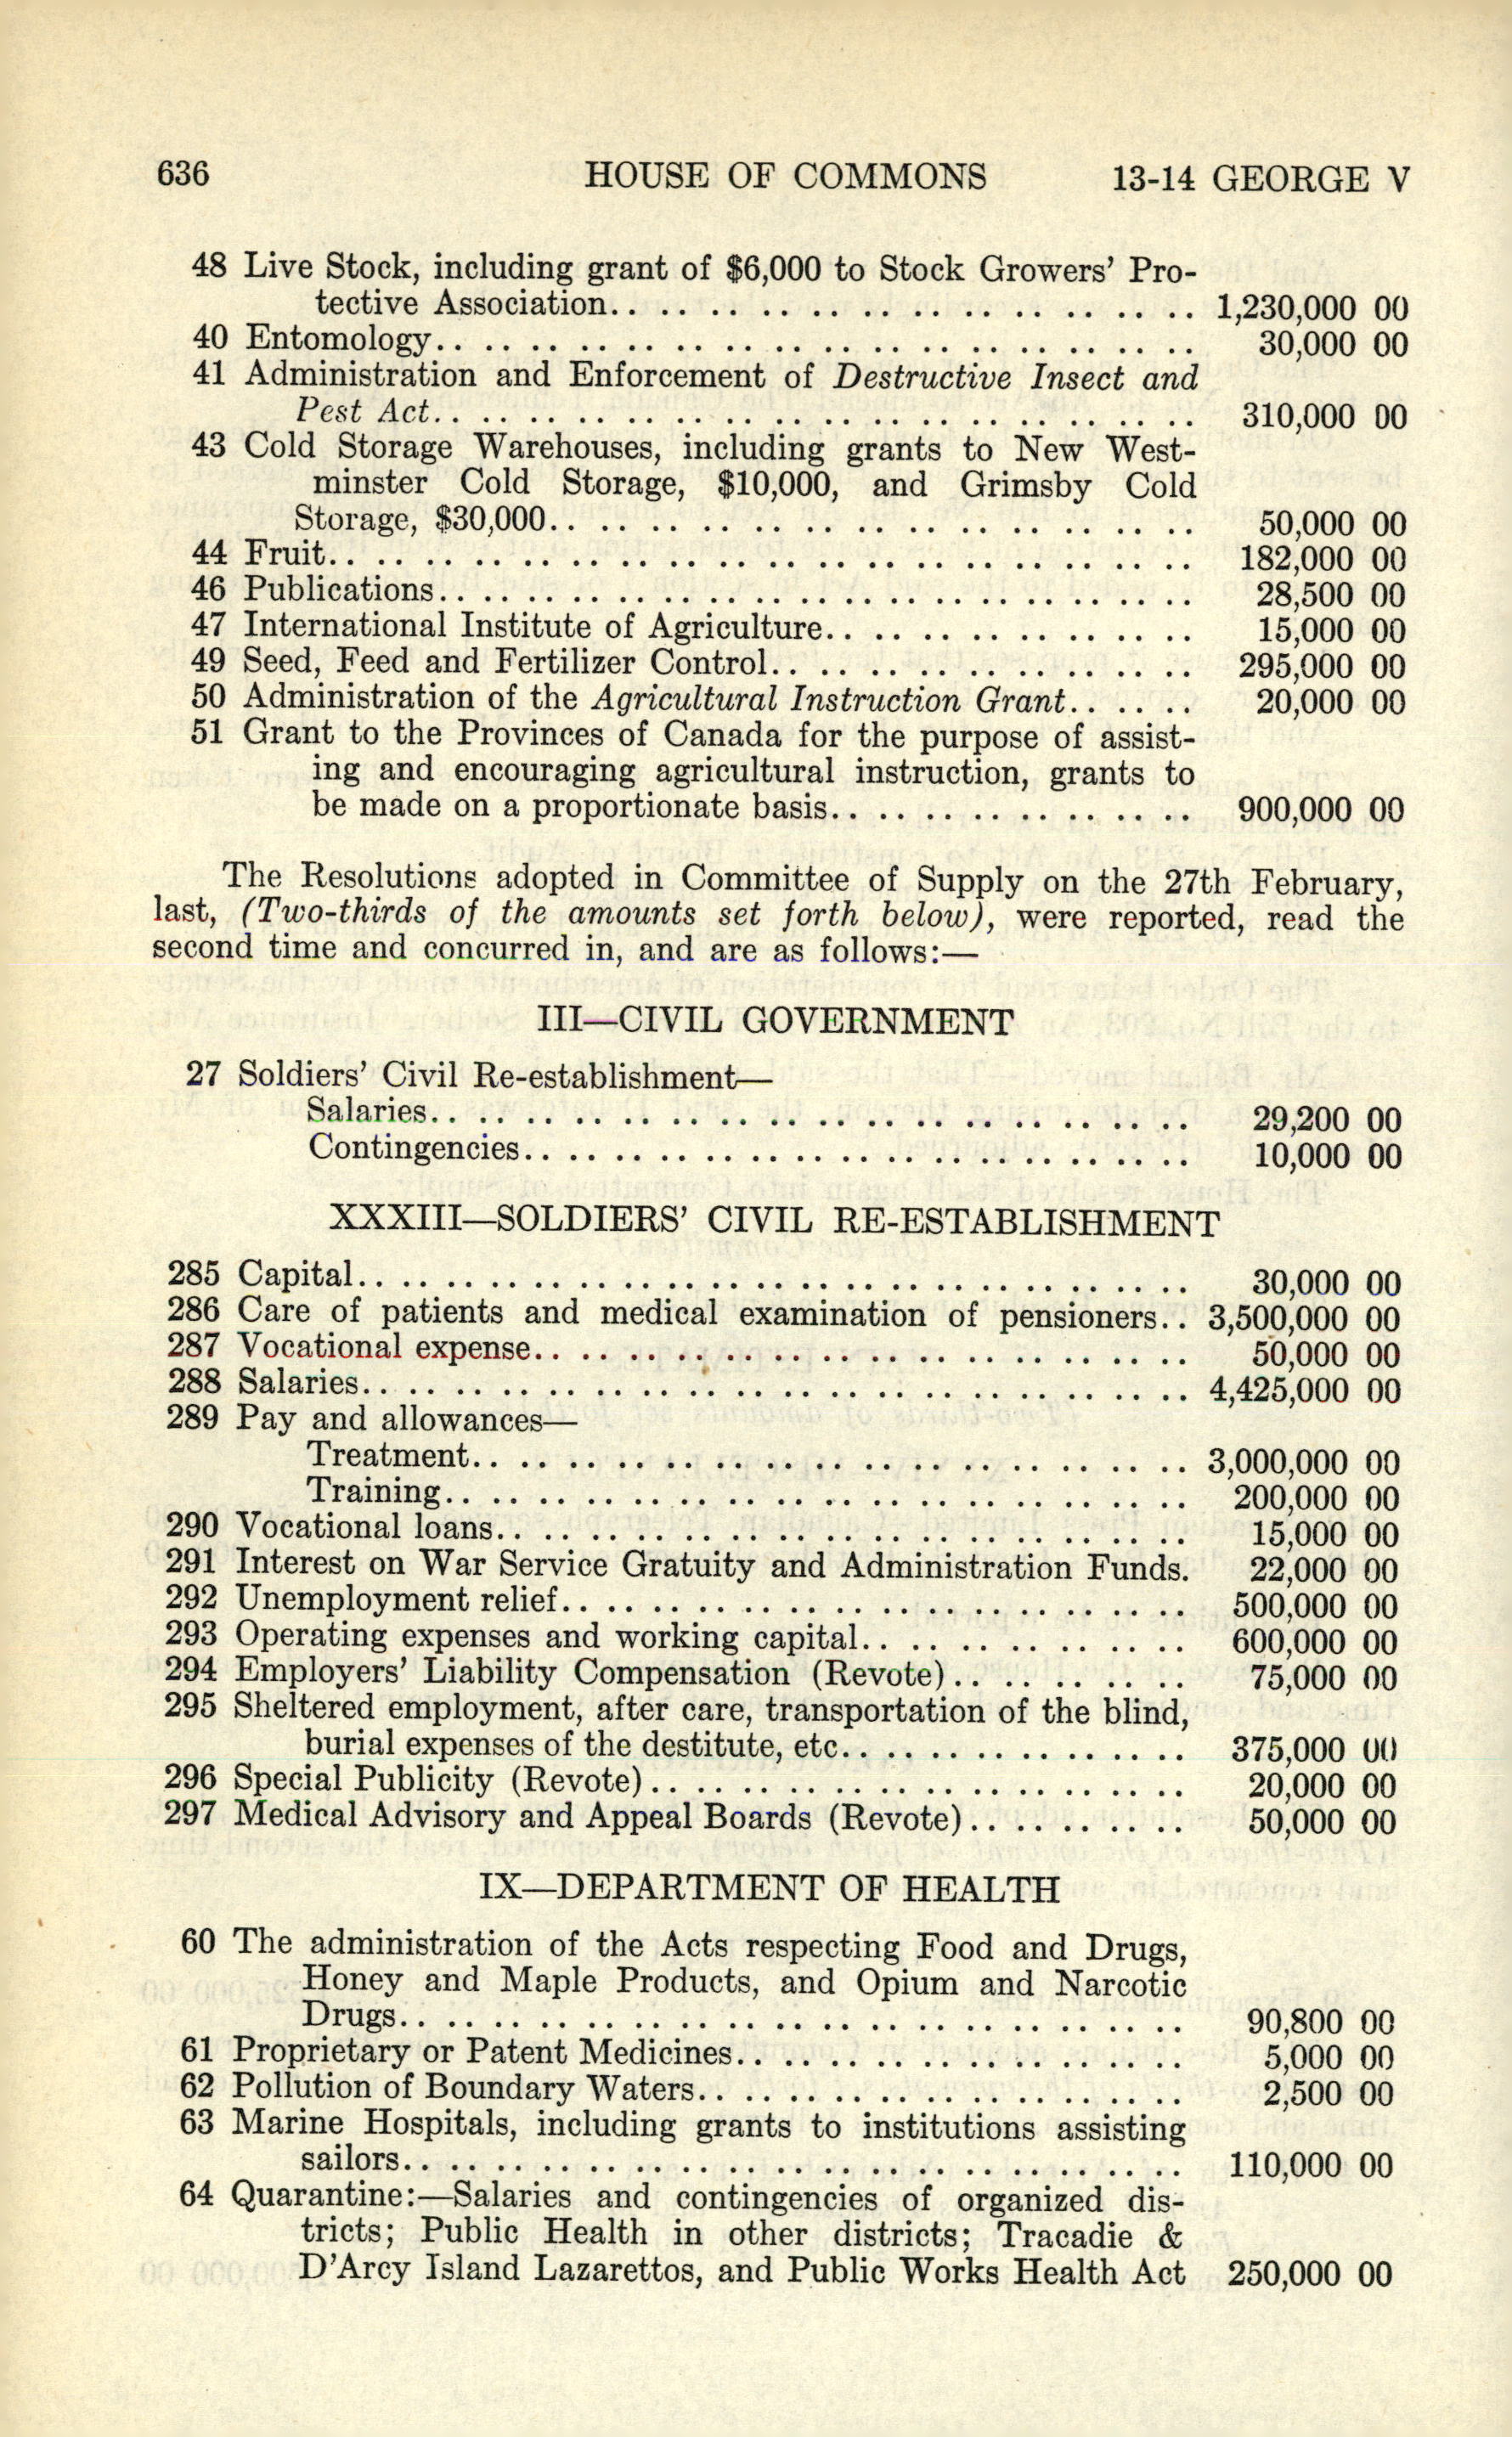 636 HOUSE OF COMMONS 13-14 GEORGE V
48 Live Stock, including grant of $6,000 to Stock Growers' Pro-
tective Association.. .. .. .. .. .. .. .. .. .. .. .. 1,230,000 00
40 Entomology.. .. .. .. .. .. .. .. .. .. .. .. .. .. .. .. 30,000 00
41 Administration and Enforcement of Destructive Insect and
Pest Act.. .. .. .. .. .. .. .. .. .. .. .. .. .. .. .. 310,000 00
43 Cold Storage Warehouses, including grants to New West-
minster Cold Storage, $10,000, and Grimsby Cold
Storage, $30,000.. .. .. .. .. .. .. .. .. .. .. .. .. .. 50,000 00
44 Fruit.. .. .. .. .. .. .. .. .. .. .. .. .. .. .. .. .. .. 182,000 00
46 Publications.. .. .. .. .. .. .. .. .. .. .. .. .. .. .. .. 28,500 00
47 International Institute of Agriculture.. .. .. .. .. .. .. .. 15,000 00
49 Seed, Feed and Fertilizer Control.. .. .. .. .. .. .. .. .. 295,000 00
50 Administration of the Agricultural Instruction Grant.. .. .. 20,000 00
51 Grant to the Provinces of Canada for the purpose of assist-
ing and encouraging agricultural instruction, grants to
be made on a proportionate basis.. .. .. .. .. .. .. .. 900,000 00
The Resolutions adopted in Committee of Supply on the 27th February,
last, (Two-thirds of the amounts set forth below), were reported, read the
second time and concurred in, and are as follows:—
III—CIVIL GOVERNMENT
27 Soldiers' Civil Re-establishment—
Salaries.. .. .. .. .. .. .. .. .. .. .. .. .. .. .. .. 29,200 00
Contingencies.. .. .. .. .. .. .. .. .. .. .. .. .. .. .. 10,000 00
XXXIII—SOLDIERS' CIVIL RE-ESTABLISHMENT
285 Capital.. .. .. .. .. .. .. .. .. .. .. .. .. .. .. .. .. .. .. 30,000 00
286 Care of patients and medical examination of pensioners.. 3,500,000 00
287 Vocational expense.. .. .. .. .. .. .. .. .. .. .. .. .. .. 50,000 00
288 Salaries.. .. .. .. .. .. .. .. .. .. .. .. .. .. .. .. .. .. 4,425,000 00
289 Pay and allowances—
Treatment.. .. .. .. .. .. .. .. .. .. .. .. .. .. .. 3,000,000 00
Training.. .. .. .. .. .. .. .. .. .. .. .. .. .. .. .. 200,000 00
290 Vocational loans.. .. .. .. .. .. .. .. .. .. .. .. .. .. .. 15,000 00
291 Interest on War Service Gratuity and Administration Funds. 22,000 00
292 Unemployment relief.. .. .. .. .. .. .. .. .. .. .. .. .. .. 500,000 00
293 Operating expenses and working capital.. .. .. .. .. .. .. 600,000 00
294 Employers' Liability Compensation (Revote).. .. .. .. .. 75,000 00
295 Sheltered employment, after care, transportation of the blind,
burial expenses of the destitute, etc.. .. .. .. .. .. .. .. 375,000 00
296 Special Publicity (Revote).. .. .. .. .. .. .. .. .. .. .. .. 20,000 00
297 Medical Advisory and Appeal Boards (Revote).. .. .. .. .. 50,000 00
IX—DEPARTMENT OF HEALTH
60 The administration of the Acts respecting Food and Drugs,
Honey and Maple Products, and Opium and Narcotic
Drugs.. .. .. .. .. .. .. .. .. .. .. .. .. .. .. .. .. 90,800 00
61 Proprietary or Patent Medicines.. .. .. .. .. .. .. .. .. .. 5,000 00
62 Pollution of Boundary Waters.. .. .. .. .. .. .. .. .. .. .. 2,500 00
63 Marine Hospitals, including grants to institutions assisting
sailors.. .. .. .. .. .. .. .. .. .. .. .. .. .. .. .. .. 110,000 00
64 Quarantine:—Salaries and contingencies of organized dis-
tricts; Public Health in other districts; Tracadie &
D'Arcy Island Lazarettos, and Public Works Health Act 250,000 00